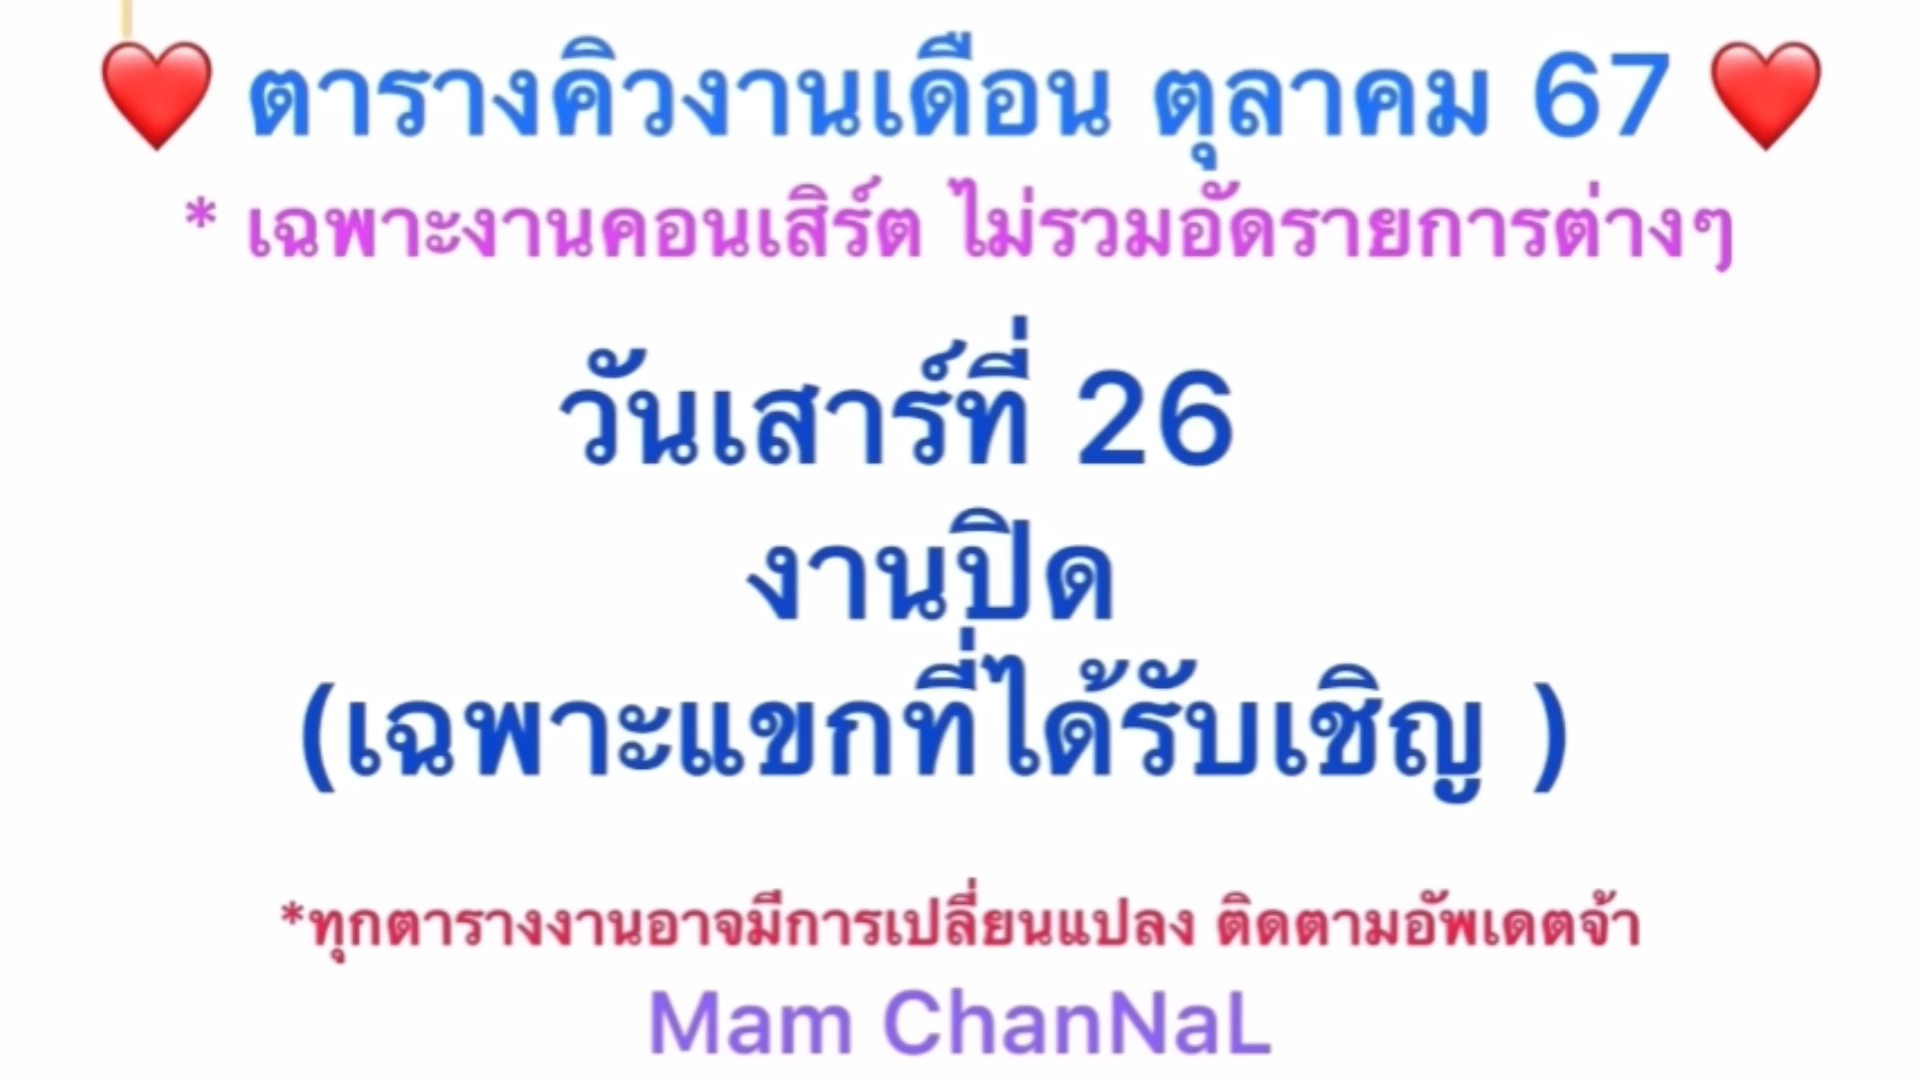 ❤️ ตารางคิวงานเดือน ตุลาคม 67 ❤️
* เฉพาะงานคอนเสิร์ต ไม่รวมอัดรายการต่างๆ
วันเสาร์ที่ 26
งานปิด
(เฉพาะแขกที่ได้รับเชิญ )
*ทุกตารางงานอาจมีการเปลี่ยนแปลง ติดตามอัพเดตจ้า
Mam ChanNaL